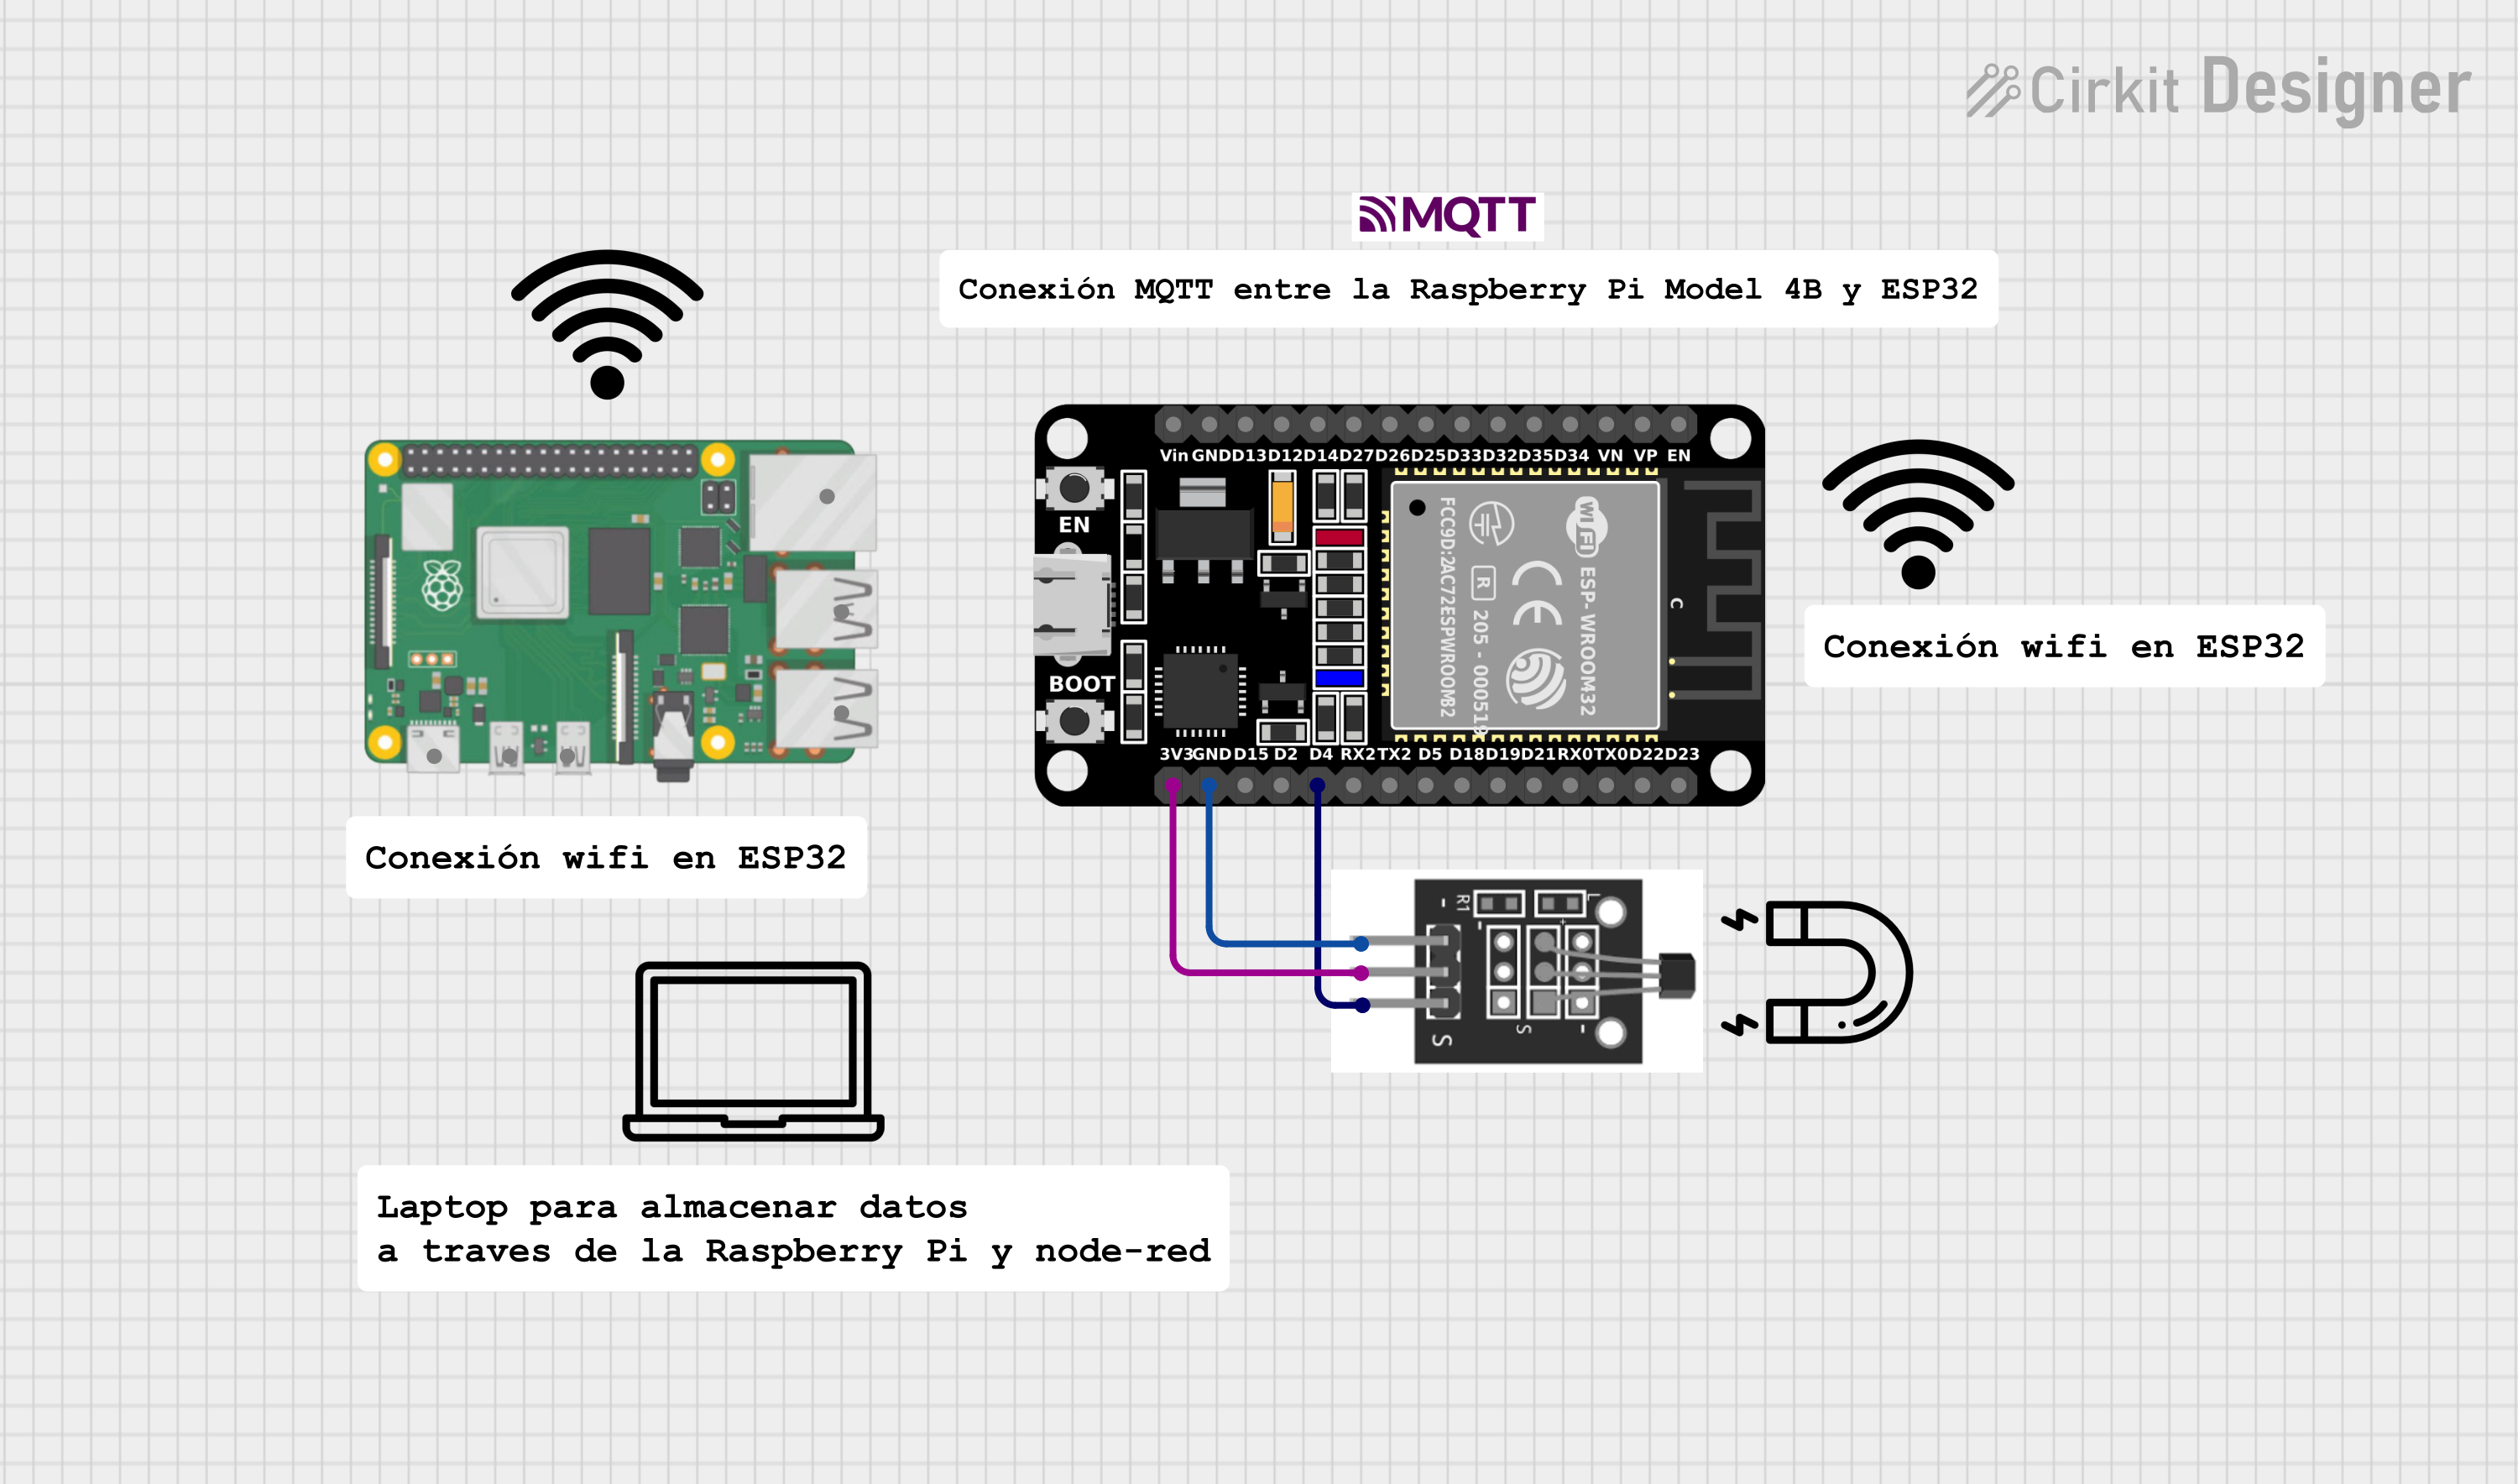 Cirkit Designer
MQTT
Conexión MQTT entre la Raspberry Pi Model 4B y ESP32
Vin GND D13 D12 D14 D27 D26 D25 D33 D32 D35 D34 VN VP EN
EN
BOOT
FCC9D:2AC72ESPWROOMB2
R
205 - 000519
CE
WiFi
ESP-WROOM32
C
3V3 GND D15 D2 D4 RX2 TX2 D5 D18 D19 D21 RX0 TX0 D22 D23
Conexión wifi en ESP32
Conexión wifi en ESP32
- R1 L
- +
S
S -
Laptop para almacenar datos
a traves de la Raspberry Pi y node-red